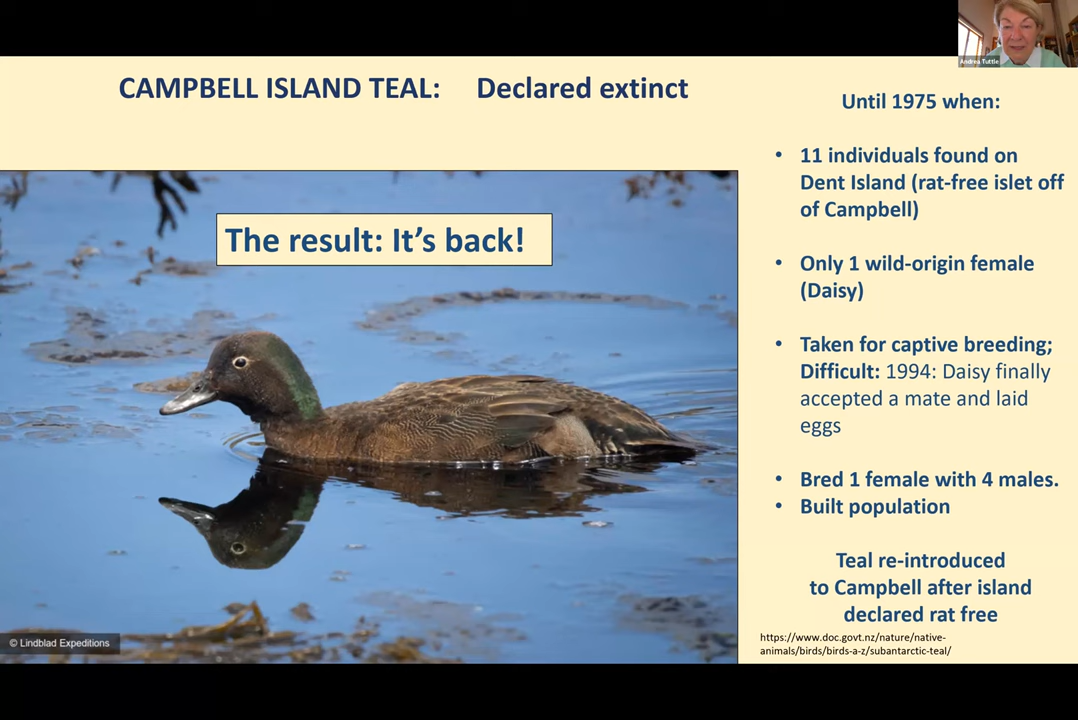 Andrea Tuttle
CAMPBELL ISLAND TEAL: Declared extinct
Until 1975 when:
• 11 individuals found on
Dent Island (rat-free islet off
of Campbell)
The result: It's back!
• Only 1 wild-origin female
(Daisy)
• Taken for captive breeding;
Difficult: 1994: Daisy finally
accepted a mate and laid
eggs
• Bred 1 female with 4 males.
• Built population
Teal re-introduced
to Campbell after island
declared rat free
© Lindblad Expeditions
https://www.doc.govt.nz/nature/native-
animals/birds/birds-a-z/subantarctic-teal/